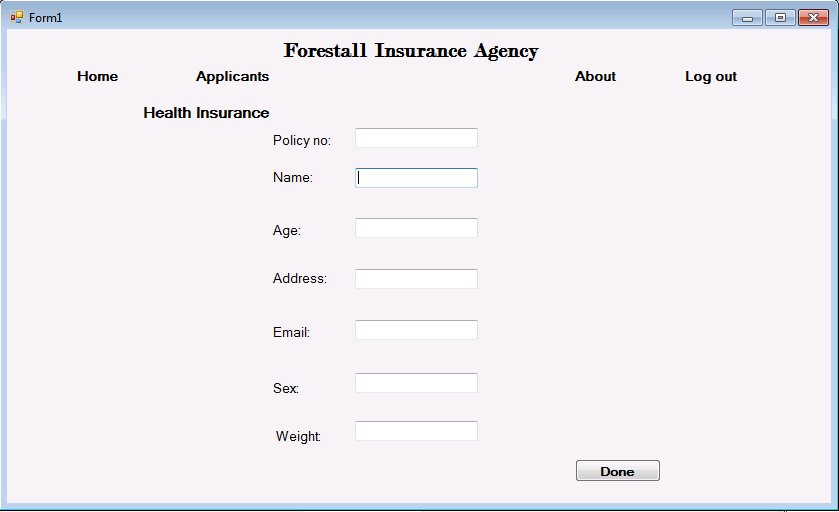 Form1
Forestall Insurance Agency
Home Applicants About Log out
Health Insurance
Policy no:
Name:
Age:
Address:
Email:
Sex:
Weight:
Done